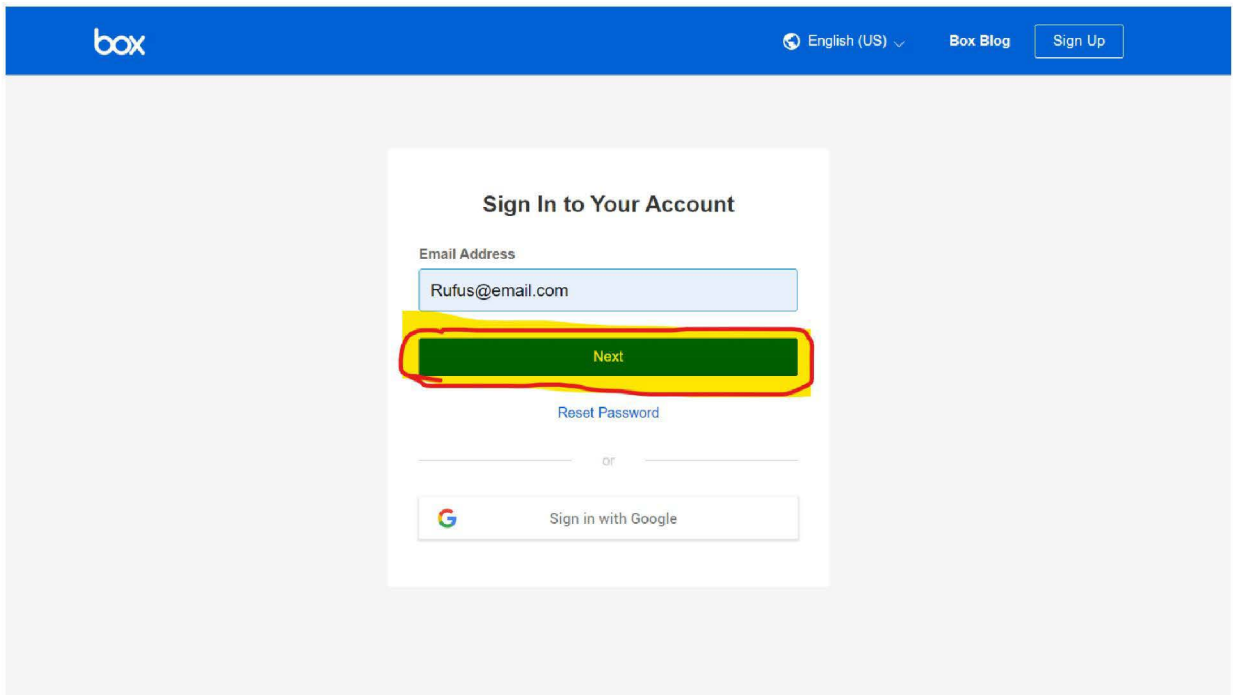 box English (US) Box Blog Sign Up
Sign In to Your Account
Email Address
Rufus@email.com
Next
Reset Password
or
Sign in with Google